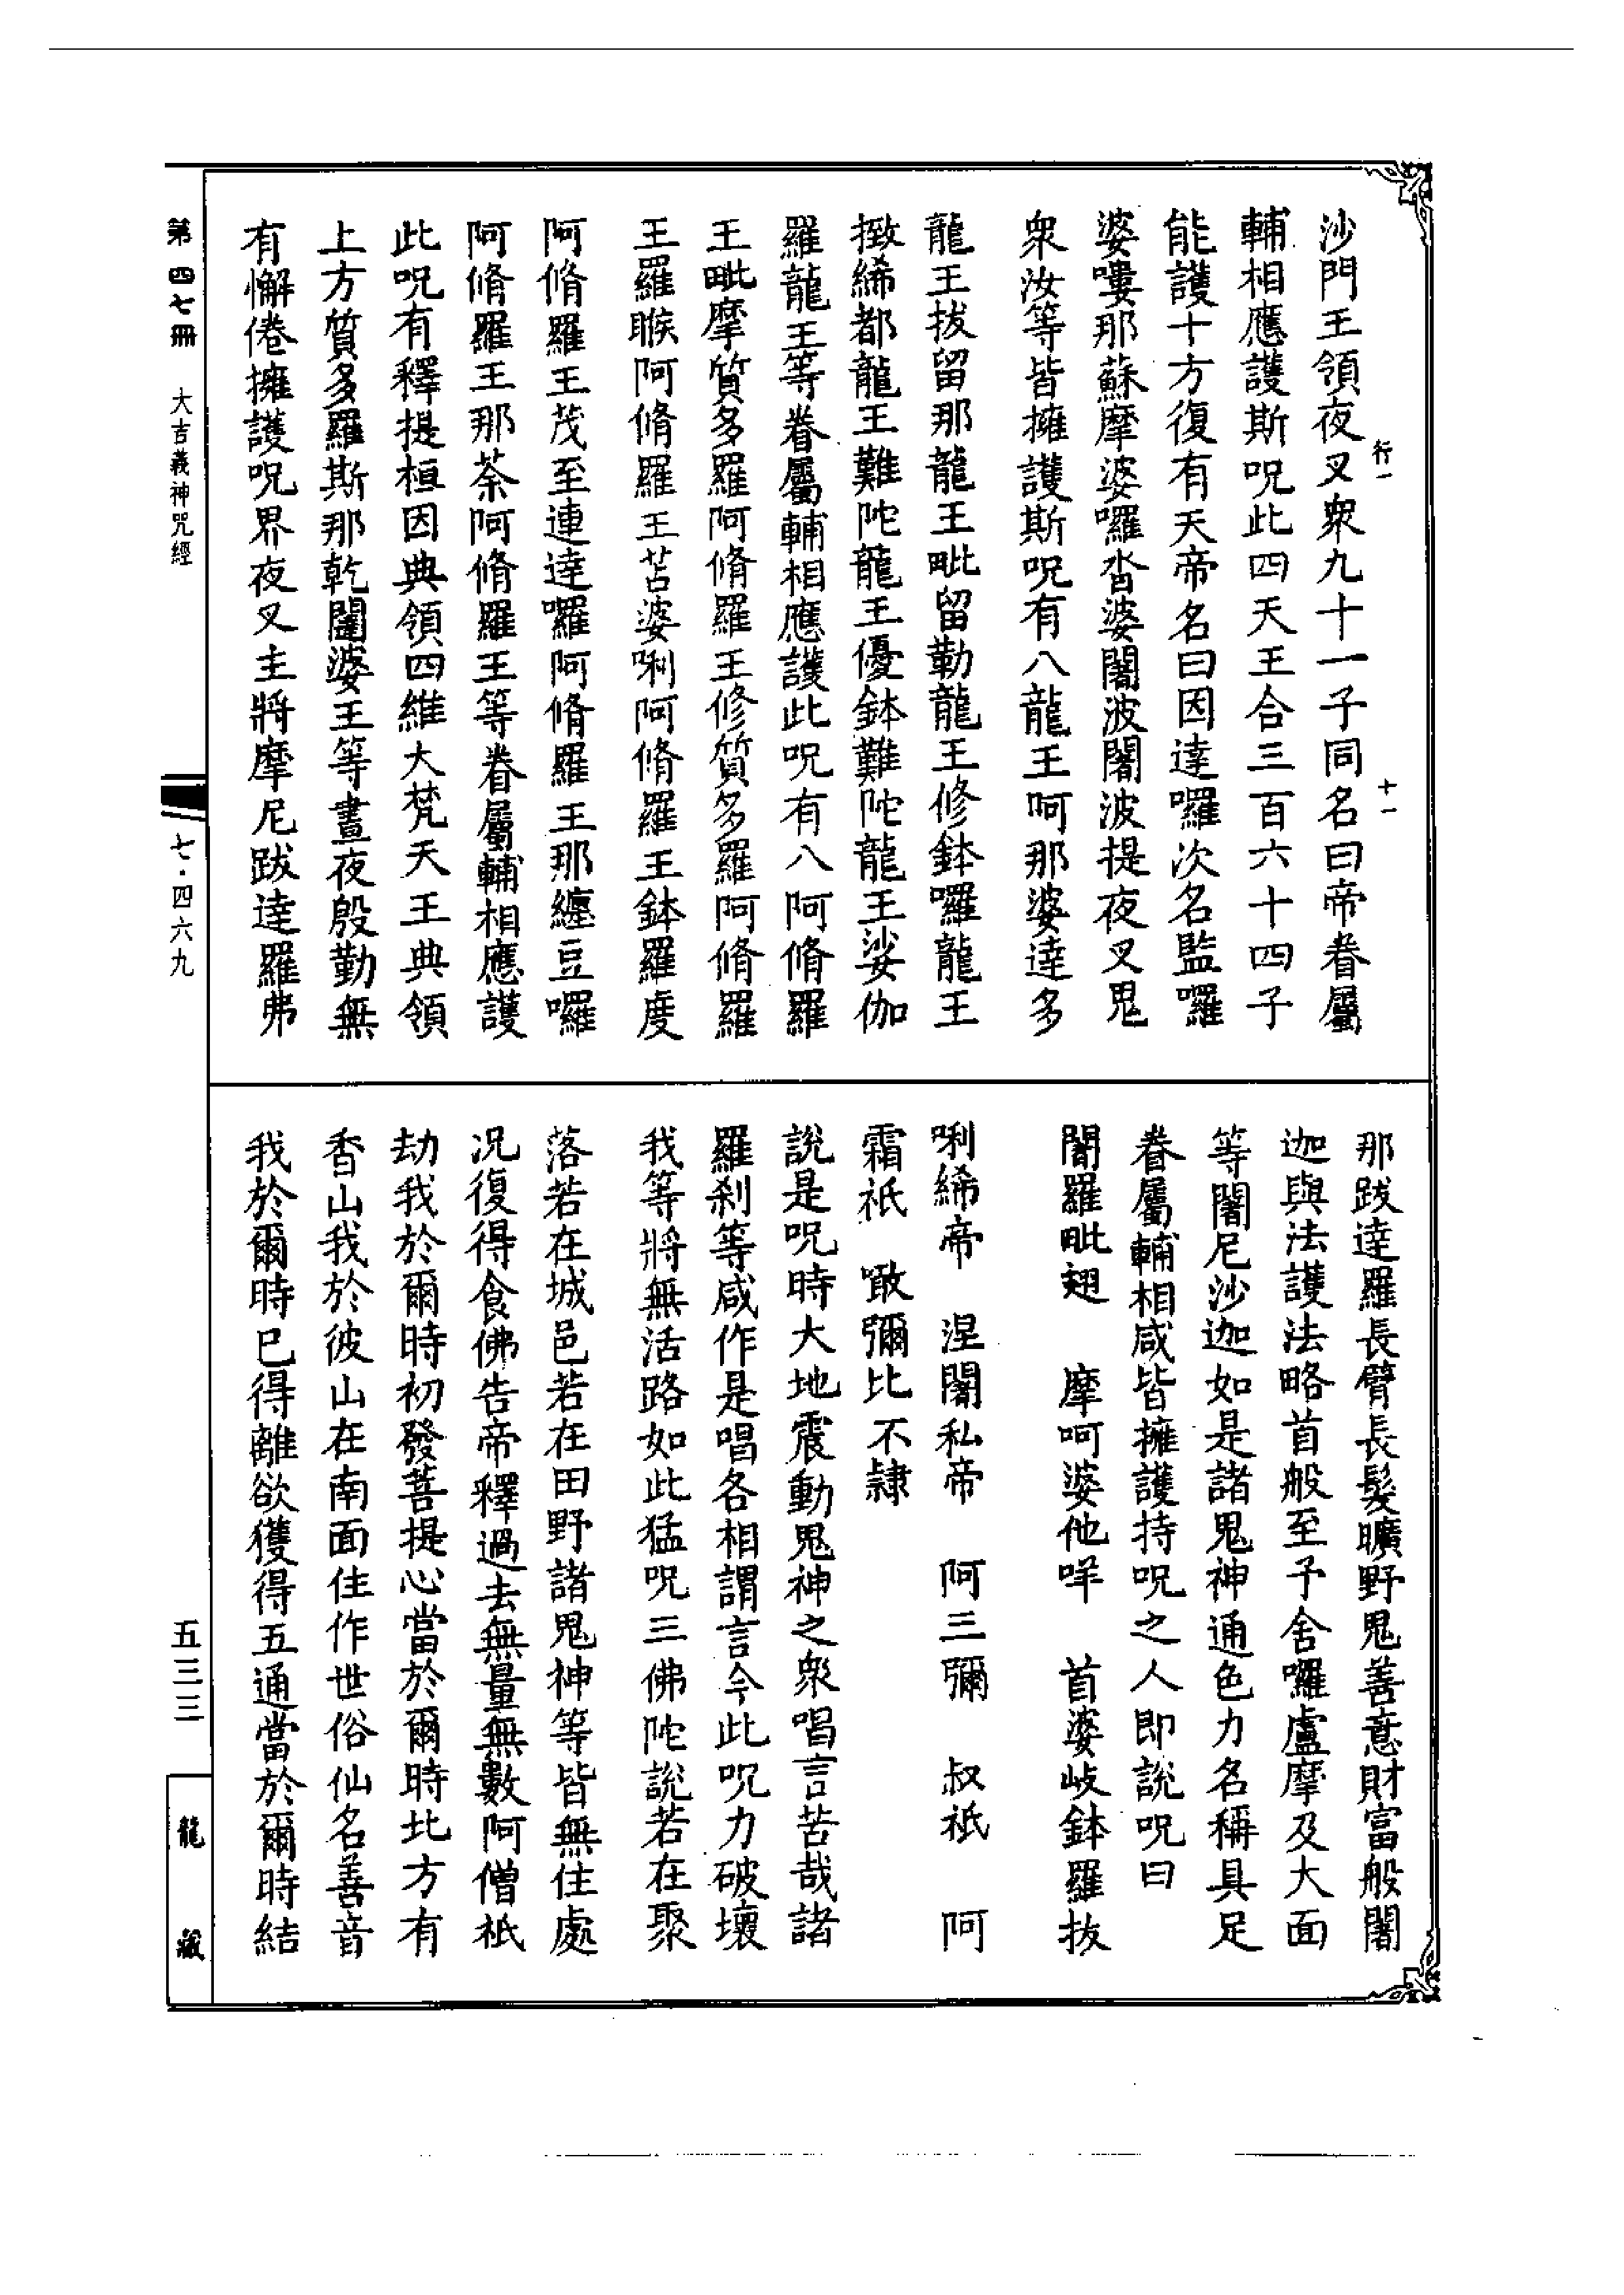 沙門王領夜叉衆九十一子同名曰帝眷屬
輔相應護斯呪此四天王合三百六十四子
能護十方復有天帝名曰因達囉次名監囉
婆嘍那蘇摩婆囉沓婆闍波闍波提夜叉鬼
衆汝等皆擁護斯呪有八龍王呵那婆達多
龍王拔留那龍王毗留勒龍王修鉢囉龍王
㨖絺都龍王難陀龍王優鉢難陀龍王娑伽
羅龍王等眷屬輔相應護此呪有八阿脩羅
王毗摩質多羅阿脩羅王修質多羅阿脩羅
王羅睺阿脩羅王苫婆唎阿脩羅王鉢羅度
阿脩羅王茂至連達囉阿脩羅王那纏豆囉
阿脩羅王那荼阿脩羅王等眷屬輔相應護
此呪有釋提桓因典領四維大梵天王典領
上方質多羅斯那乾闥婆王等晝夜殷勤無
有懈倦擁護呪界夜叉主將摩尼跋達羅弗
行一
十一
那跋達羅長臂長髮曠野鬼善意財富般闍
迦與法護法略首般至予舍囉盧摩及大面
等闍尼沙迦如是諸鬼神通色力名稱具足
眷屬輔相咸皆擁護持呪之人即說呪曰
闍羅毗翅　摩呵婆他哶　首婆岐鉢羅拔
唎絺帝　涅闍私帝　阿三彌　叔祇　阿
霜祇　噉彌比不隷
說是呪時大地震動鬼神之衆唱言苦哉諸
羅刹等咸作是唱各相謂言今此呪力破壞
我等將無活路如此猛呪三佛陀說若在聚
落若在城邑若在田野諸鬼神等皆無住處
况復得食佛告帝釋過去無量無數阿僧祇
劫我於爾時初發菩提心當於爾時北方有
香山我於彼山在南面住作世俗仙名善音
我於爾時已得離欲獲得五通當於爾時結
第四七冊　大吉義神咒經
七·四六九
五三三
龍藏